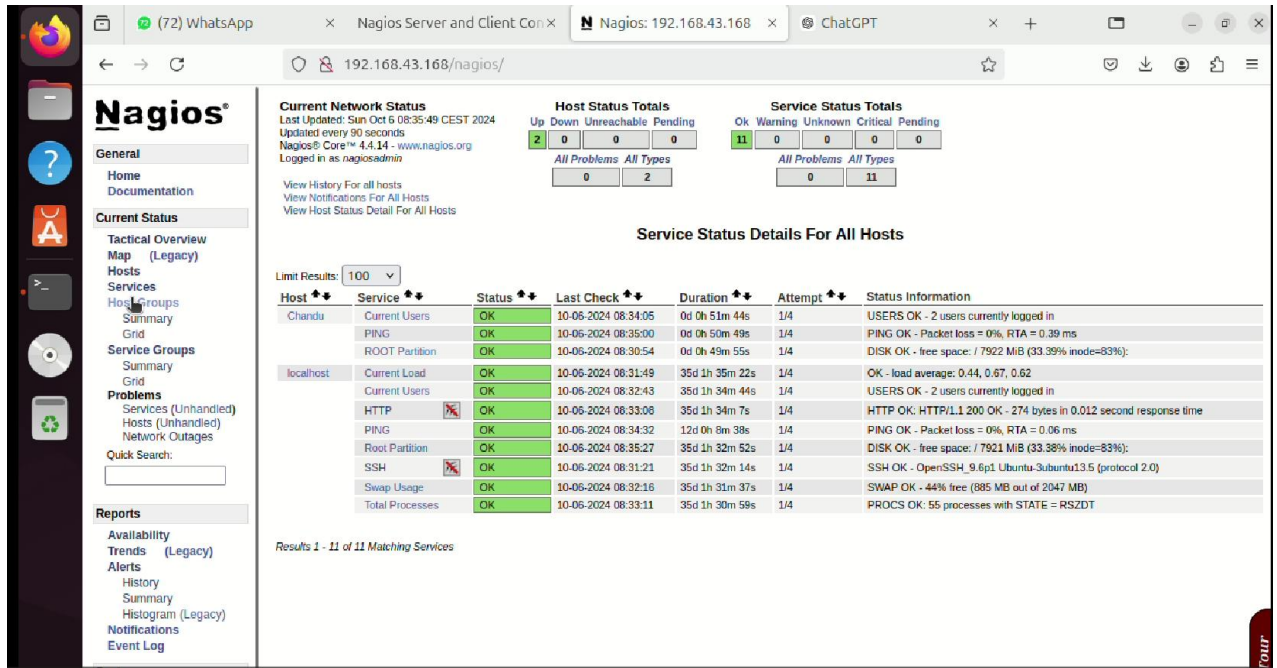 (72) WhatsApp
Nagios Server and Client Con
Nagios: 192.168.43.168
ChatGPT
192.168.43.168/nagios/
Nagios®
General
Home
Documentation
Current Status
Tactical Overview
Map (Legacy)
Hosts
Services
Host Groups
Summary
Grid
Service Groups
Summary
Grid
Problems
Services (Unhandled)
Hosts (Unhandled)
Network Outages
Quick Search:
Reports
Availability
Trends (Legacy)
Alerts
History
Summary
Histogram (Legacy)
Notifications
Event Log
Current Network Status
Last Updated: Sun Oct 6 08:35:49 CEST 2024
Updated every 90 seconds
Nagios® Core™ 4.4.14 - www.nagios.org
Logged in as nagiosadmin
View History For all hosts
View Notifications For All Hosts
View Host Status Detail For All Hosts
Host Status Totals
Up Down Unreachable Pending
2 0 0 0
All Problems All Types
0 2
Service Status Totals
Ok Warning Unknown Critical Pending
11 0 0 0 0
All Problems All Types
0 11
Service Status Details For All Hosts
Limit Results: 100
Host Service Status Last Check Duration Attempt Status Information
Chandu Current Users OK 10-06-2024 08:34:05 0d 0h 51m 44s 1/4 USERS OK - 2 users currently logged in
PING OK 10-06-2024 08:35:00 0d 0h 50m 49s 1/4 PING OK - Packet loss = 0%, RTA = 0.39 ms
ROOT Partition OK 10-06-2024 08:30:54 0d 0h 49m 55s 1/4 DISK OK - free space: / 7922 MiB (33.39% inode=83%):
localhost Current Load OK 10-06-2024 08:31:49 35d 1h 35m 22s 1/4 OK - load average: 0.44, 0.67, 0.62
Current Users OK 10-06-2024 08:32:43 35d 1h 34m 44s 1/4 USERS OK - 2 users currently logged in
HTTP OK 10-06-2024 08:33:06 35d 1h 34m 7s 1/4 HTTP OK: HTTP/1.1 200 OK - 274 bytes in 0.012 second response time
PING OK 10-06-2024 08:34:32 12d 0h 8m 38s 1/4 PING OK - Packet loss = 0%, RTA = 0.06 ms
Root Partition OK 10-06-2024 08:35:27 35d 1h 32m 52s 1/4 DISK OK - free space: / 7921 MiB (33.38% inode=83%):
SSH OK 10-06-2024 08:31:21 35d 1h 32m 14s 1/4 SSH OK - OpenSSH_9.6p1 Ubuntu-3ubuntu13.5 (protocol 2.0)
Swap Usage OK 10-06-2024 08:32:16 35d 1h 31m 37s 1/4 SWAP OK - 44% free (885 MB out of 2047 MB)
Total Processes OK 10-06-2024 08:33:11 35d 1h 30m 59s 1/4 PROCS OK: 55 processes with STATE = RSZDT
Results 1 - 11 of 11 Matching Services
Tour